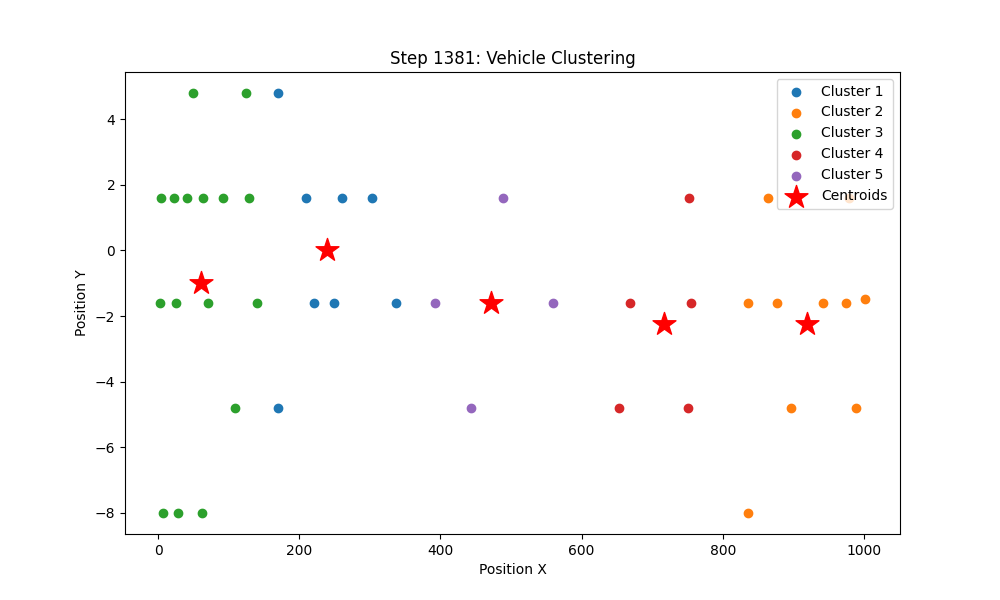 Step 1381: Vehicle Clustering
Position Y
4
2
0
−2
−4
−6
−8
Cluster 1
Cluster 2
Cluster 3
Cluster 4
Cluster 5
Centroids
0
200
400
600
800
1000
Position X